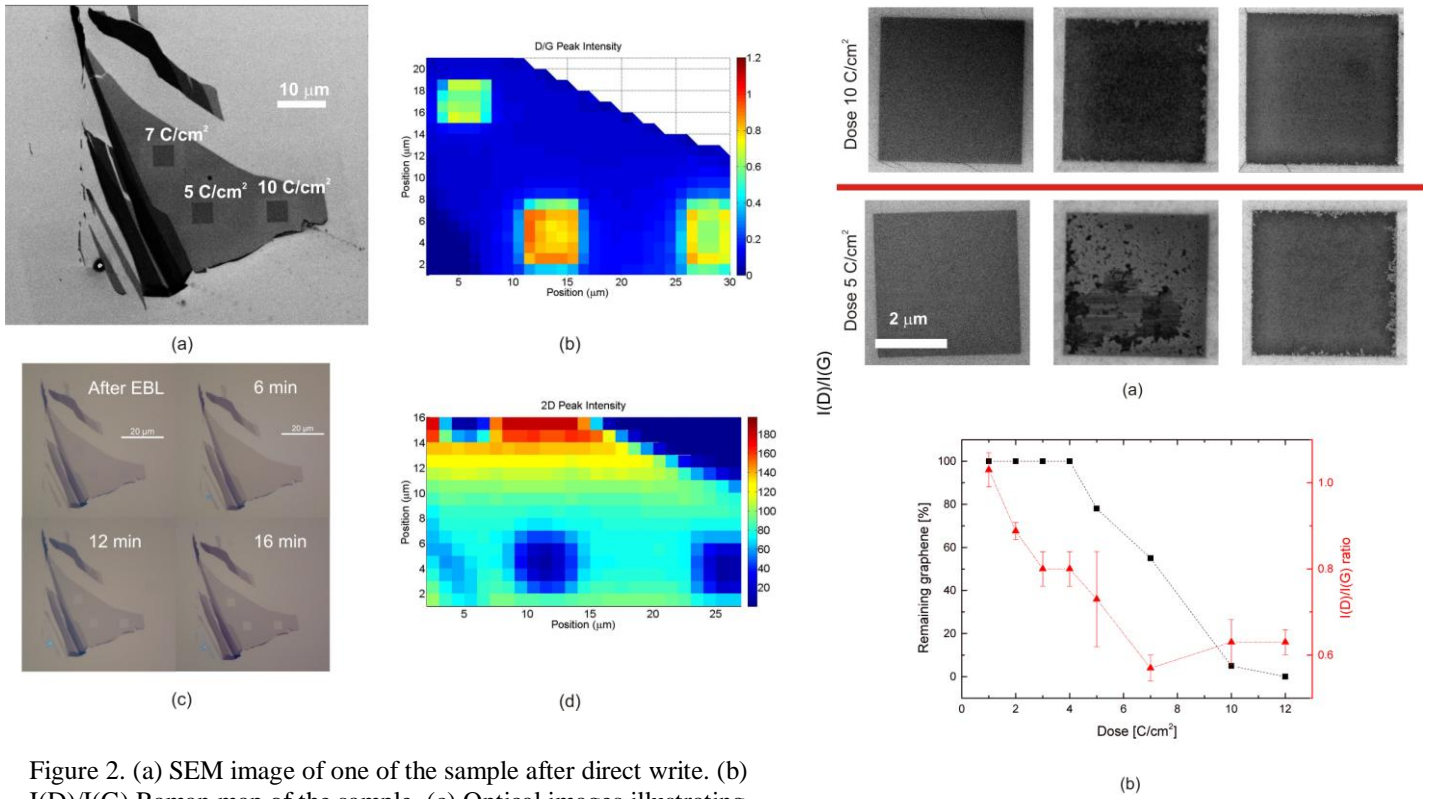 10 μm
7 C/cm²
5 C/cm²
10 C/cm²
(a)
D/G Peak Intensity
Position (μm)
20
18
16
14
12
10
8
6
4
2
5
10
15
20
25
30
Position (μm)
1.2
1
0.8
0.6
0.4
0.2
0
(b)
After EBL
20 μm
6 min
20 μm
12 min
16 min
(c)
2D Peak Intensity
Position (μm)
16
14
12
10
8
6
4
2
5
10
15
20
25
Position (μm)
180
160
140
120
100
80
60
40
20
0
(d)
Figure 2. (a) SEM image of one of the sample after direct write. (b)
I(D)/I(G) Raman map of the sample. (c) Optical images illustrating
Dose 10 C/cm²
Dose 5 C/cm²
2 μm
(a)
I(D)/I(G)
Remaining graphene [%]
100
80
60
40
20
0
0
2
4
6
8
10
12
Dose [C/cm²]
1.0
0.8
0.6
I(D)/I(G) ratio
(b)